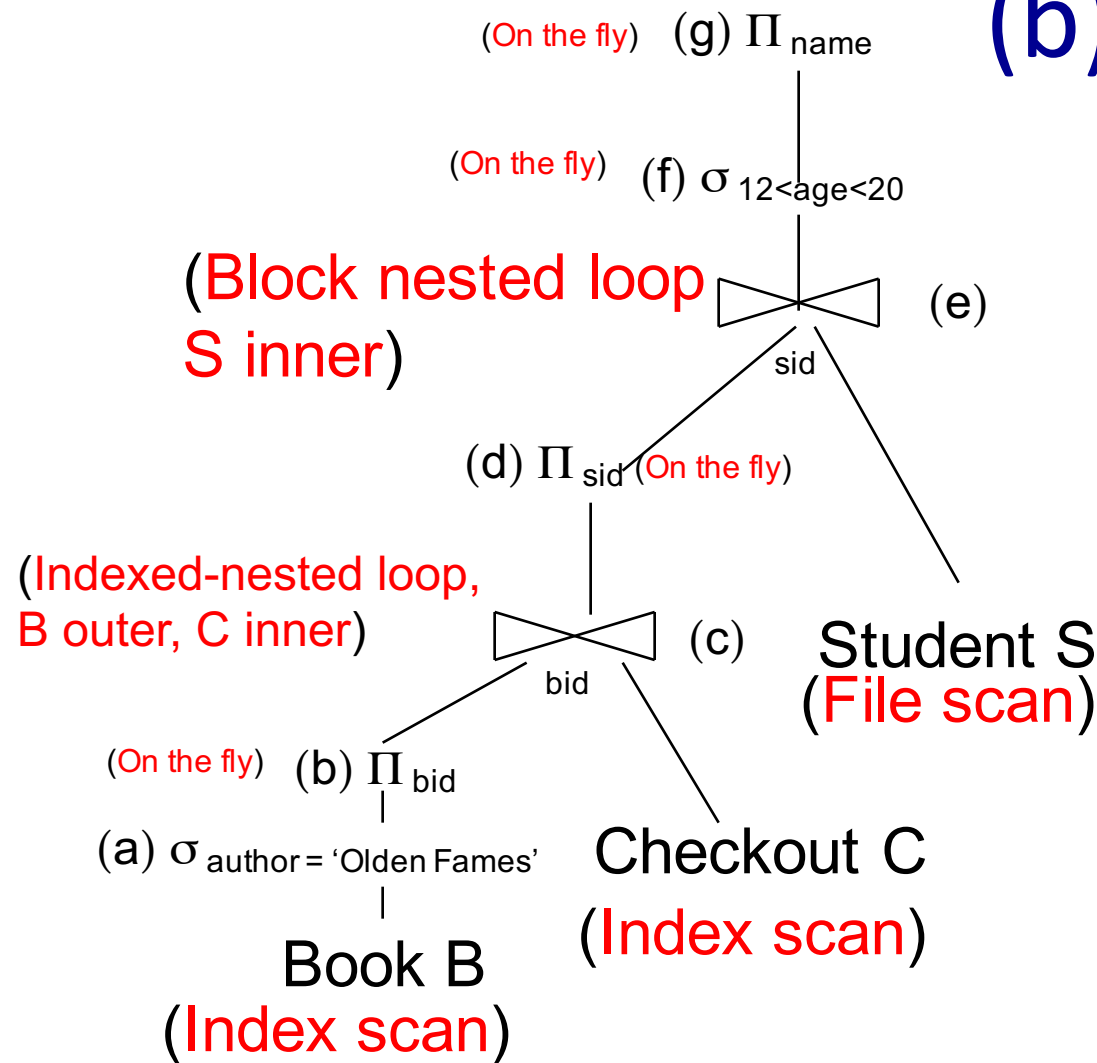 (b)
(On the fly) (g) Π name
(On the fly) (f) σ 12<age<20
(Block nested loop
S inner)
(e)
sid
(d) Π sid (On the fly)
(Indexed-nested loop,
B outer, C inner)
(c)
bid
Student S
(File scan)
(On the fly) (b) Π bid
(a) σ author = ‘Olden Fames’
Checkout C
(Index scan)
Book B
(Index scan)